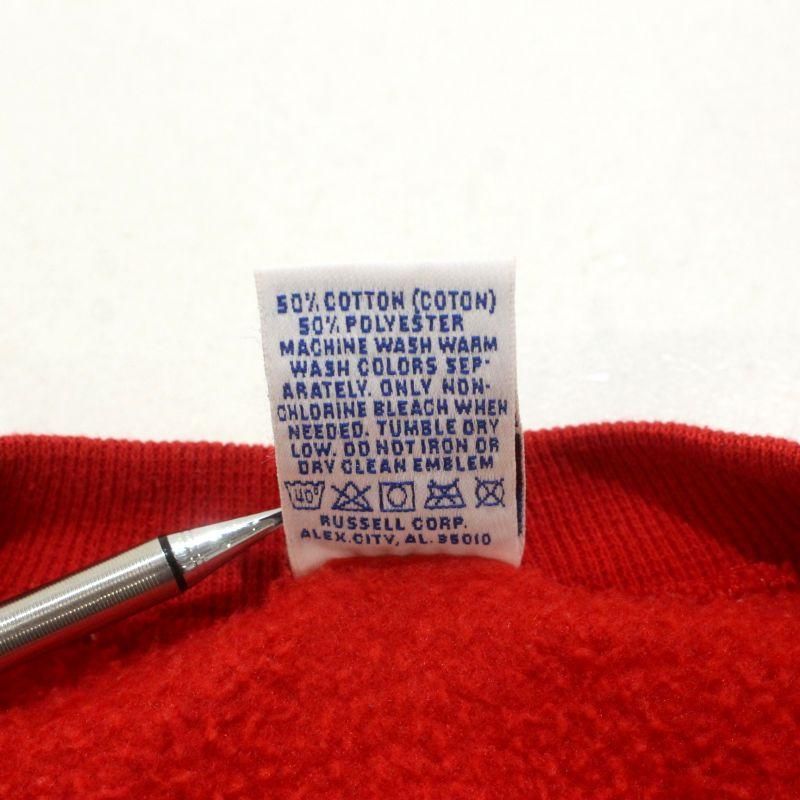 50% COTTON (COTON)
50% POLYESTER
MACHINE WASH WARM
WASH COLORS SEP-
ARATELY. ONLY NON-
CHLORINE BLEACH WHEN
NEEDED. TUMBLE DRY
LOW. DO NOT IRON OR
DRY CLEAN EMBLEM
40°
RUSSELL CORP.
ALEX.CITY, AL. 35010